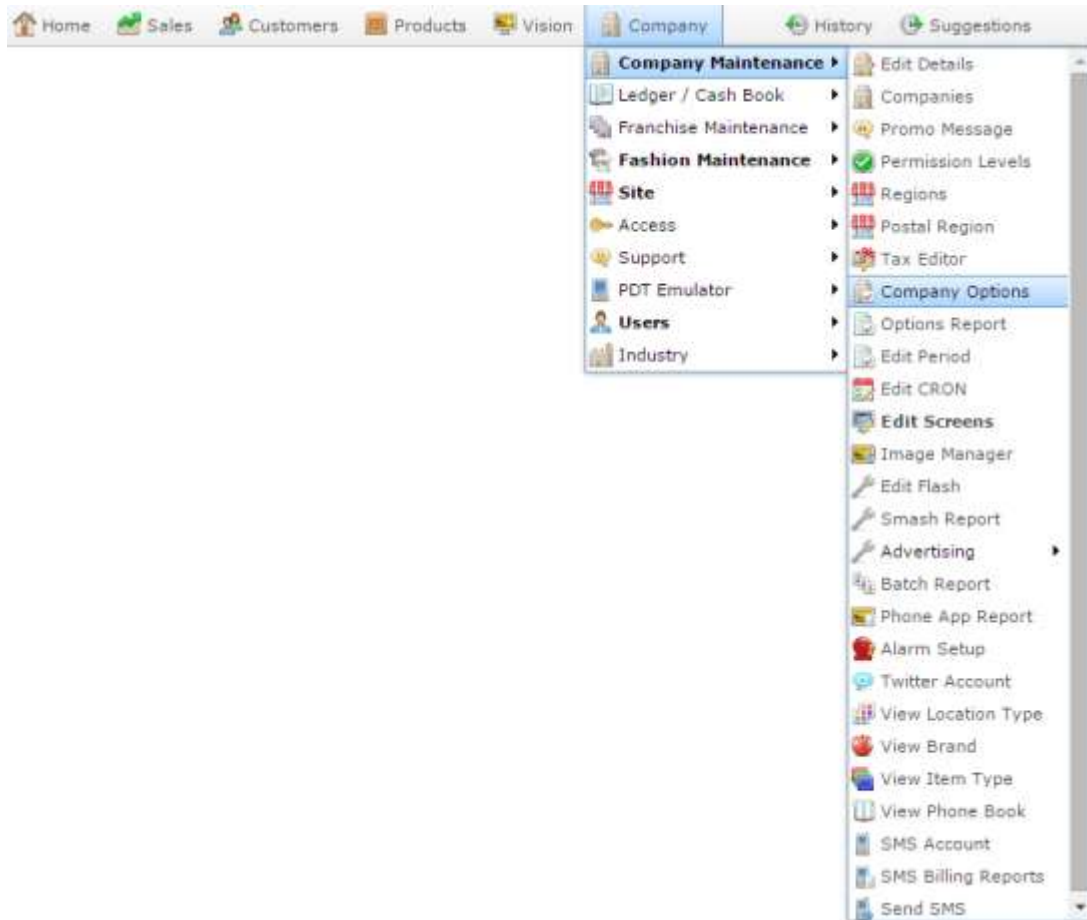 Home Sales Customers Products Vision Company History Suggestions
Company Maintenance
Ledger / Cash Book
Franchise Maintenance
Fashion Maintenance
Site
Access
Support
PDT Emulator
Users
Industry
Edit Details
Companies
Promo Message
Permission Levels
Regions
Postal Region
Tax Editor
Company Options
Options Report
Edit Period
Edit CRON
Edit Screens
Image Manager
Edit Flash
Smash Report
Advertising
Batch Report
Phone App Report
Alarm Setup
Twitter Account
View Location Type
View Brand
View Item Type
View Phone Book
SMS Account
SMS Billing Reports
Send SMS